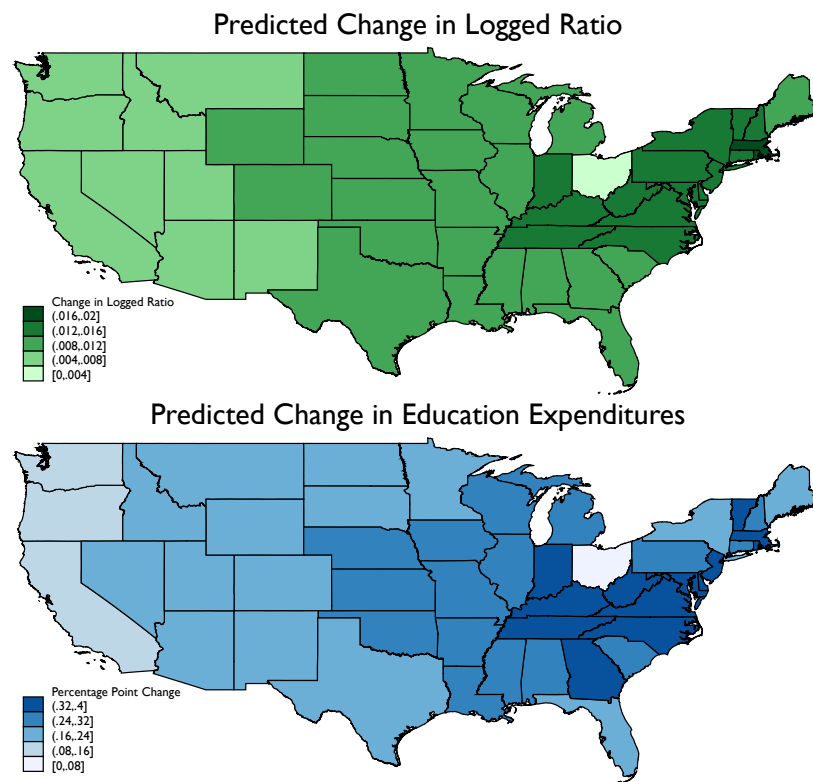 Predicted Change in Logged Ratio
Change in Logged Ratio
(.016,.02]
(.012,.016]
(.008,.012]
(.004,.008]
[0,.004]
Predicted Change in Education Expenditures
Percentage Point Change
(.32,.4]
(.24,.32]
(.16,.24]
(.08,.16]
[0,.08]